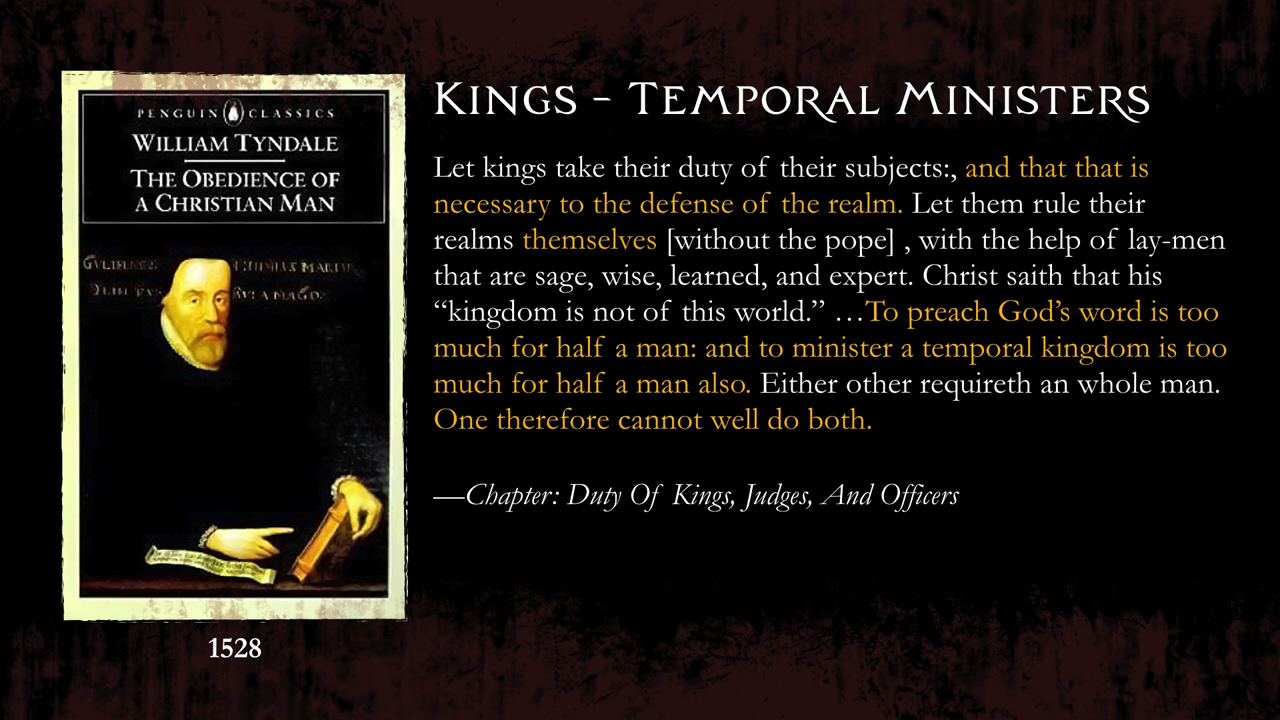 PENGUIN CLASSICS
WILLIAM TYNDALE
THE OBEDIENCE OF
A CHRISTIAN MAN
1528
KINGS – TEMPORAL MINISTERS
Let kings take their duty of their subjects:, and that that is
necessary to the defense of the realm. Let them rule their
realms themselves [without the pope] , with the help of lay-men
that are sage, wise, learned, and expert. Christ saith that his
“kingdom is not of this world.” …To preach God’s word is too
much for half a man: and to minister a temporal kingdom is too
much for half a man also. Either other requireth an whole man.
One therefore cannot well do both.
—Chapter: Duty Of Kings, Judges, And Officers